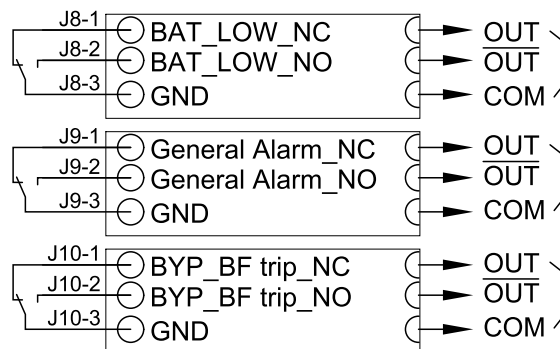 J8-1 BAT_LOW_NC OUT
J8-2 BAT_LOW_NO OUT
J8-3 GND COM
J9-1 General Alarm_NC OUT
J9-2 General Alarm_NO OUT
J9-3 GND COM
J10-1 BYP_BF trip_NC OUT
J10-2 BYP_BF trip_NO OUT
J10-3 GND COM